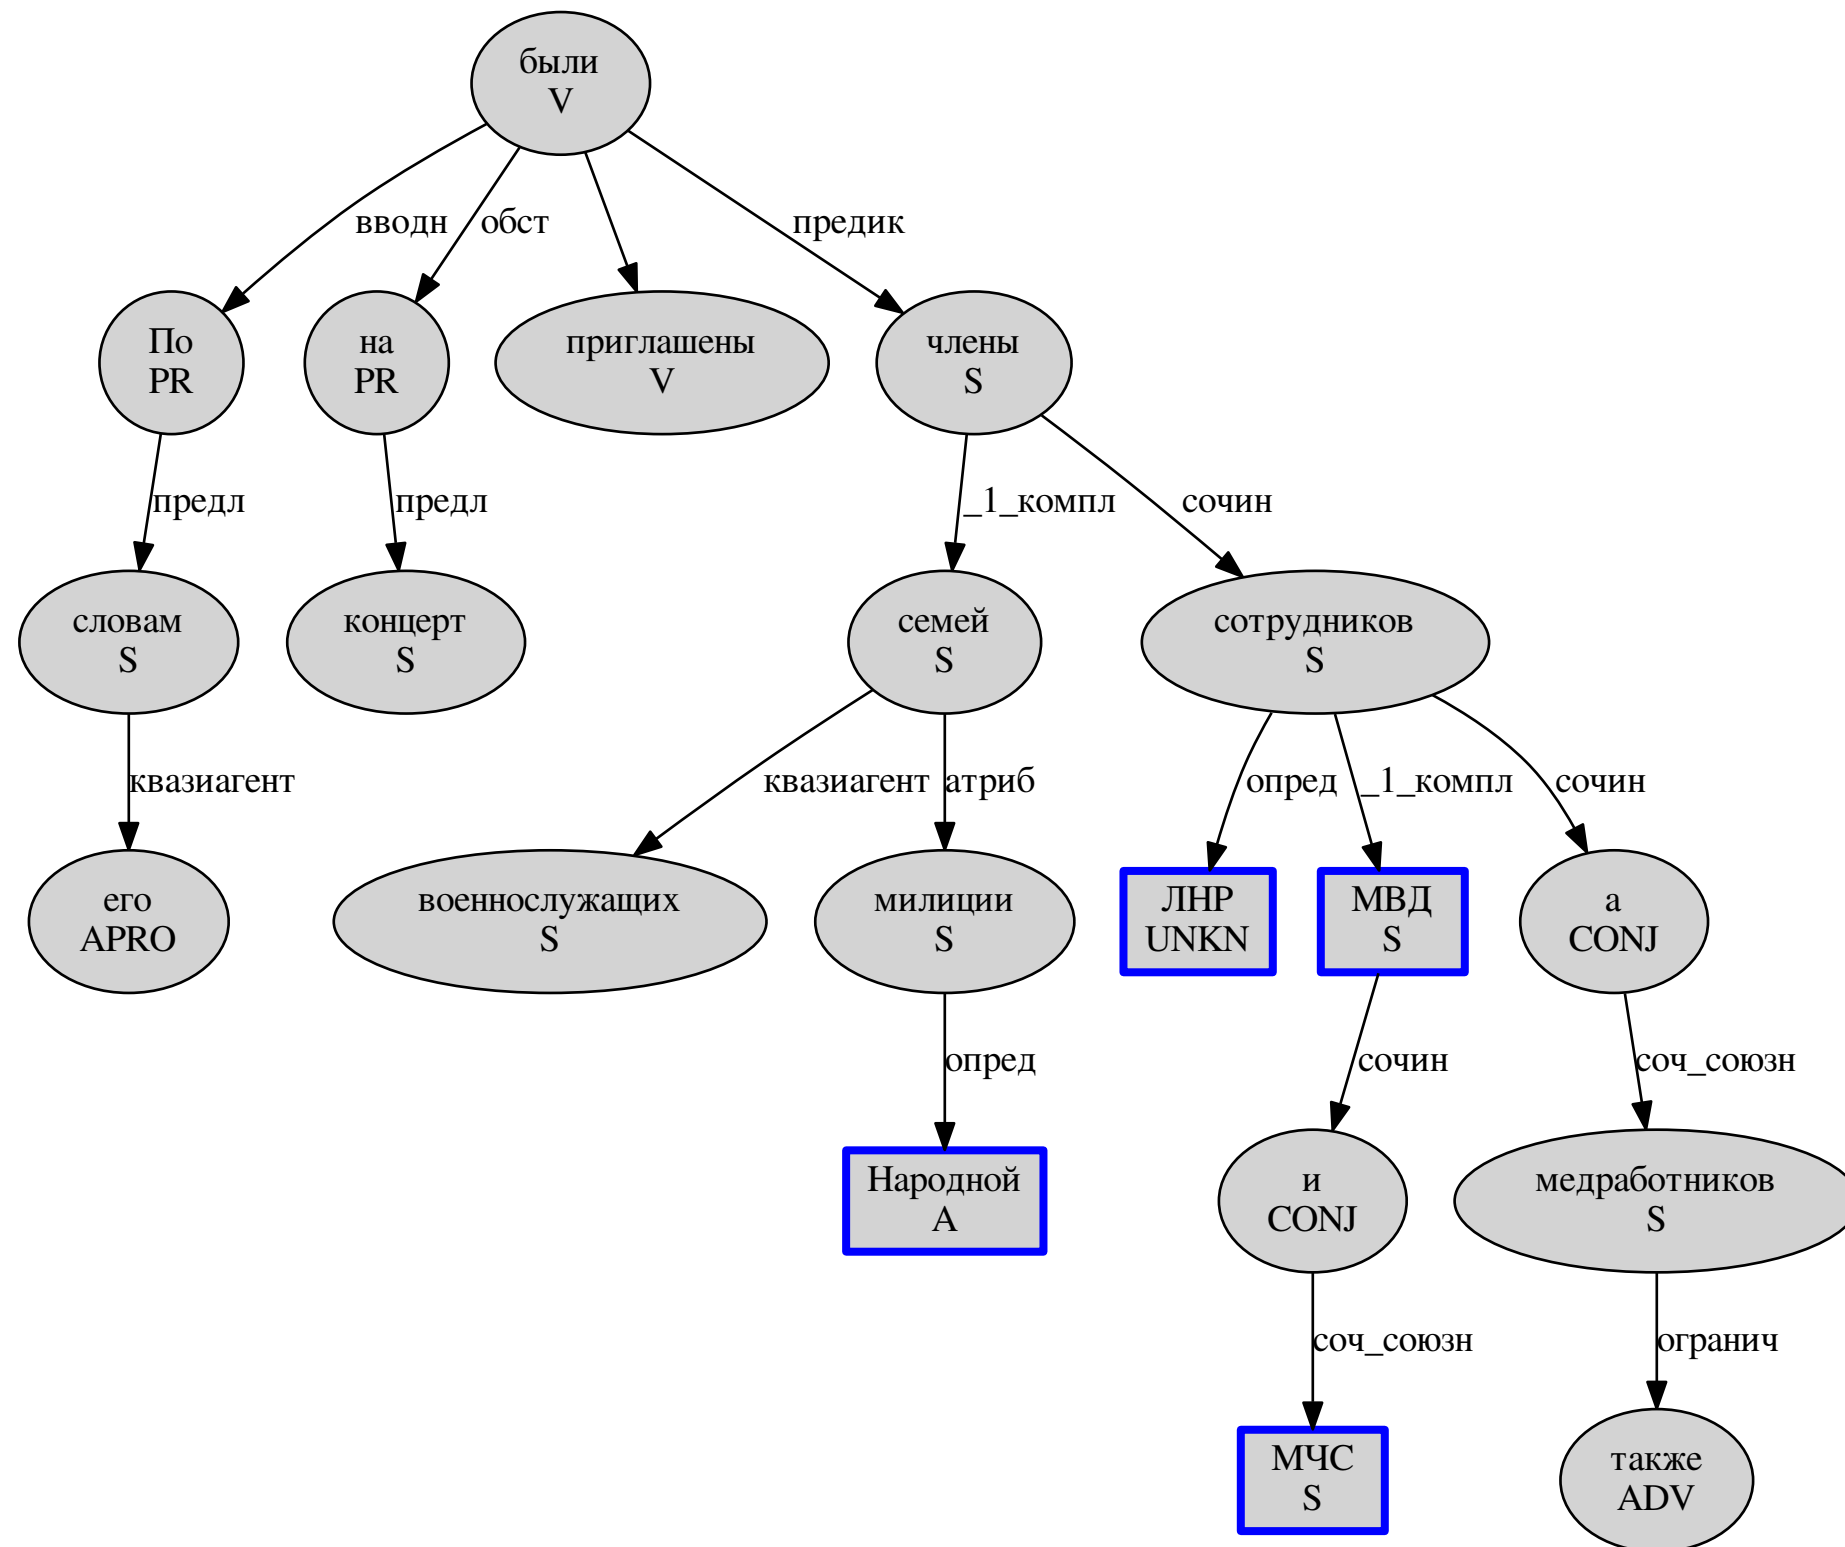 были
V
вводн
обст
предик
По
PR
на
PR
приглашены
V
члены
S
предл
предл
_1_компл
сочин
словам
S
концерт
S
семей
S
сотрудников
S
квазиагент
квазиагент
атриб
опред
_1_компл
сочин
его
APRO
военнослужащих
S
милиции
S
ЛНР
UNKN
МВД
S
а
CONJ
опред
сочин
соч_союзн
Народной
A
и
CONJ
медработников
S
соч_союзн
огранич
МЧС
S
также
ADV